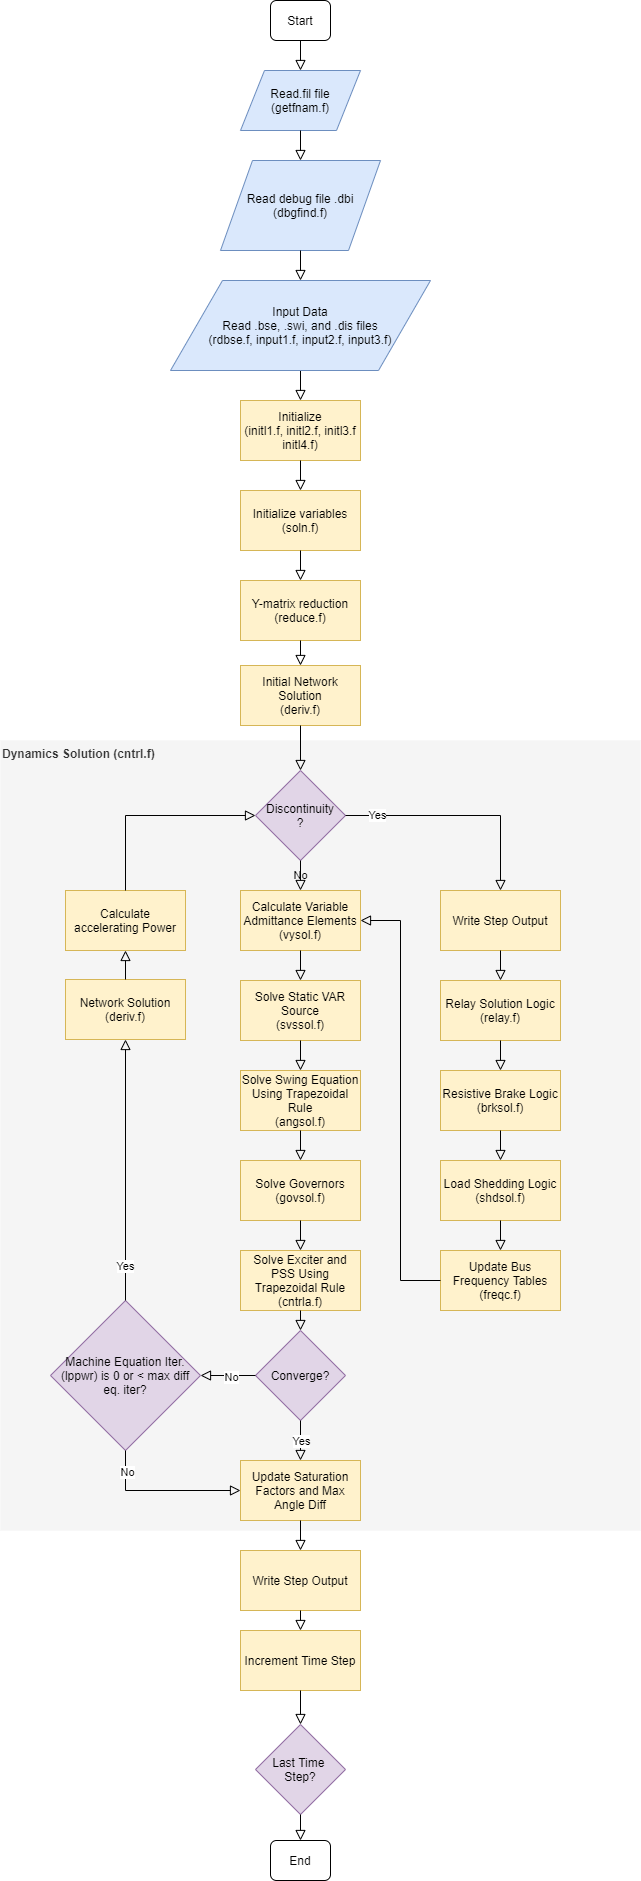 Start
Read.fil file
(getfnam.f)
Read debug file .dbi
(dbgfind.f)
Input Data
Read .bse, .swi, and .dis files
(rdbse.f, input1.f, input2.f, input3.f)
Initialize
(initl1.f, initl2.f, initl3.f
initl4.f)
Initialize variables
(soln.f)
Y-matrix reduction
(reduce.f)
Initial Network
Solution
(deriv.f)
Dynamics Solution (cntrl.f)
Discontinuity
?
Yes
No
Calculate
accelerating Power
Calculate Variable
Admittance Elements
(vysol.f)
Write Step Output
Network Solution
(deriv.f)
Solve Static VAR
Source
(svssol.f)
Relay Solution Logic
(relay.f)
Solve Swing Equation
Using Trapezoidal
Rule
(angsol.f)
Resistive Brake Logic
(brksol.f)
Solve Governors
(govsol.f)
Load Shedding Logic
(shdsol.f)
Solve Exciter and
PSS Using
Trapezoidal Rule
(cntrla.f)
Update Bus
Frequency Tables
(freqc.f)
Yes
Machine Equation Iter.
(lppwr) is 0 or < max diff
eq. iter?
No
Converge?
Yes
No
Update Saturation
Factors and Max
Angle Diff
Write Step Output
Increment Time Step
Last Time
Step?
End